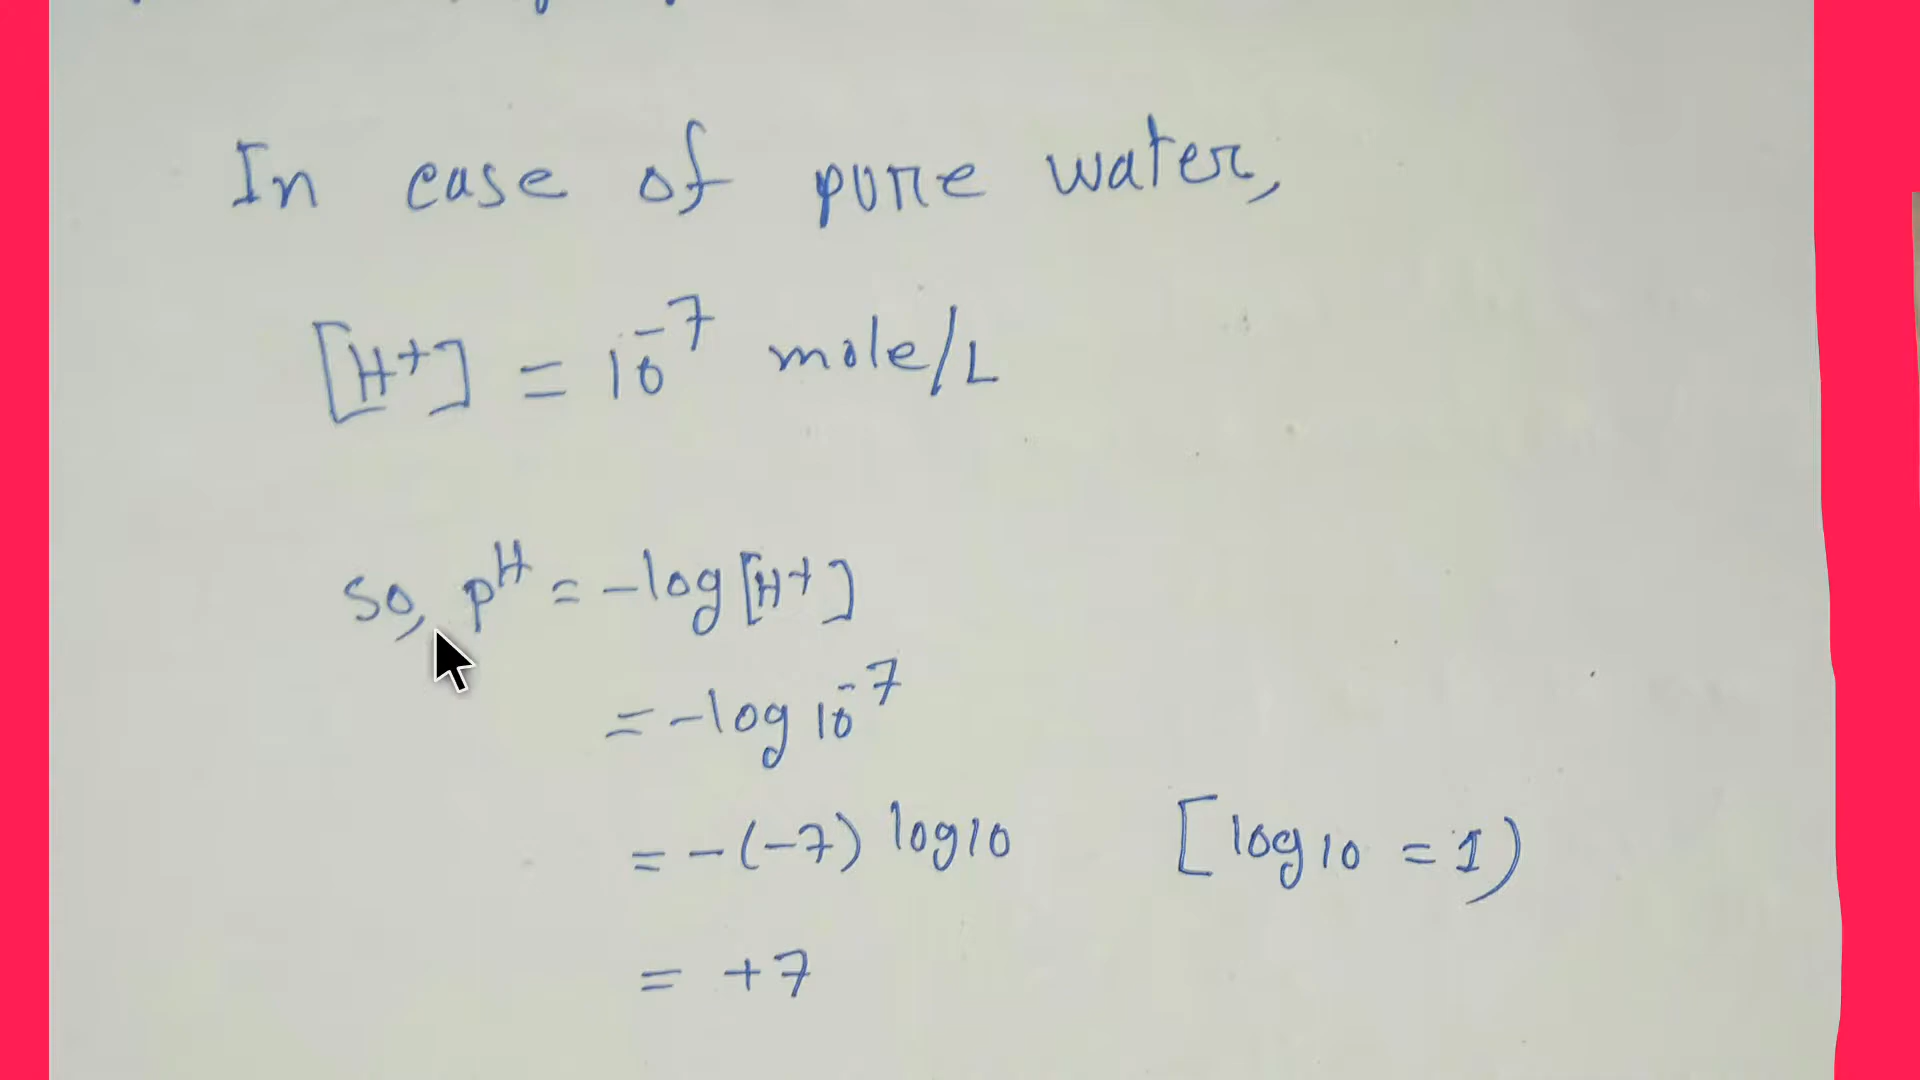 In case of pure water,
[H⁺] = 10⁻⁷ mole/L
So, pᴴ = -log [H⁺]
= -log 10⁻⁷
= -(-7) log10 [log10 = 1)
= +7